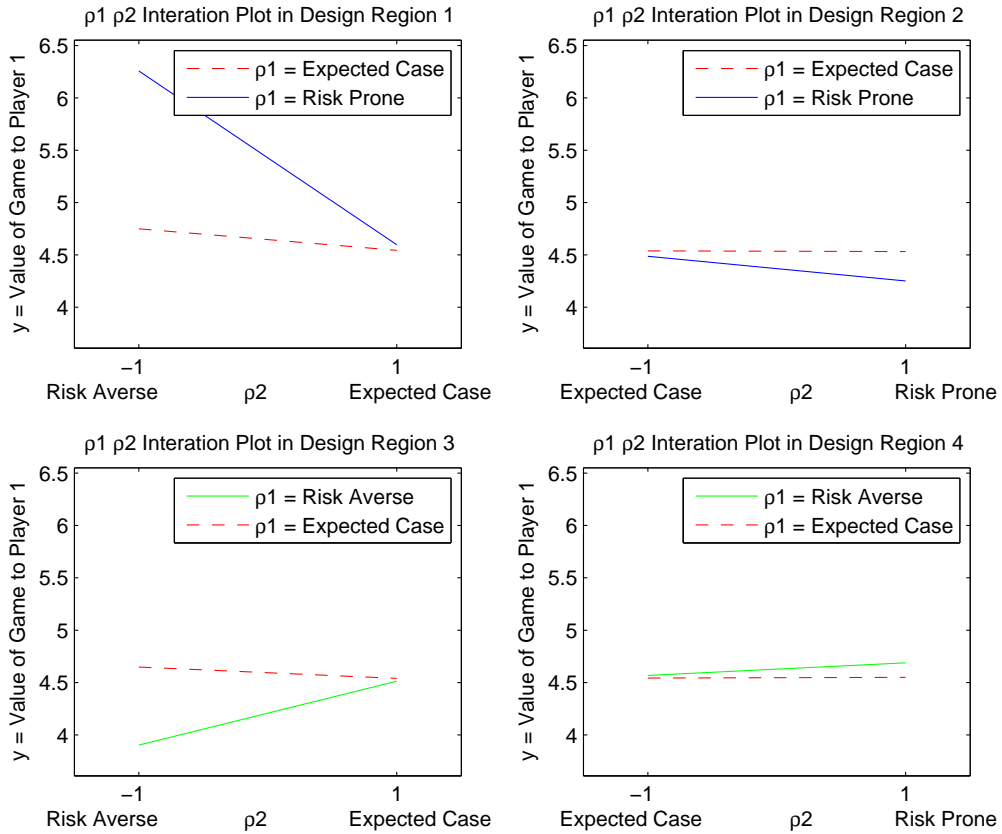 ρ1 ρ2 Interation Plot in Design Region 1
6.5
6
5.5
5
4.5
4
y = Value of Game to Player 1
ρ1 = Expected Case
ρ1 = Risk Prone
−1
1
Risk Averse
ρ2
Expected Case
ρ1 ρ2 Interation Plot in Design Region 2
6.5
6
5.5
5
4.5
4
y = Value of Game to Player 1
ρ1 = Expected Case
ρ1 = Risk Prone
−1
1
Expected Case
ρ2
Risk Prone
ρ1 ρ2 Interation Plot in Design Region 3
6.5
6
5.5
5
4.5
4
y = Value of Game to Player 1
ρ1 = Risk Averse
ρ1 = Expected Case
−1
1
Risk Averse
ρ2
Expected Case
ρ1 ρ2 Interation Plot in Design Region 4
6.5
6
5.5
5
4.5
4
y = Value of Game to Player 1
ρ1 = Risk Averse
ρ1 = Expected Case
−1
1
Expected Case
ρ2
Risk Prone